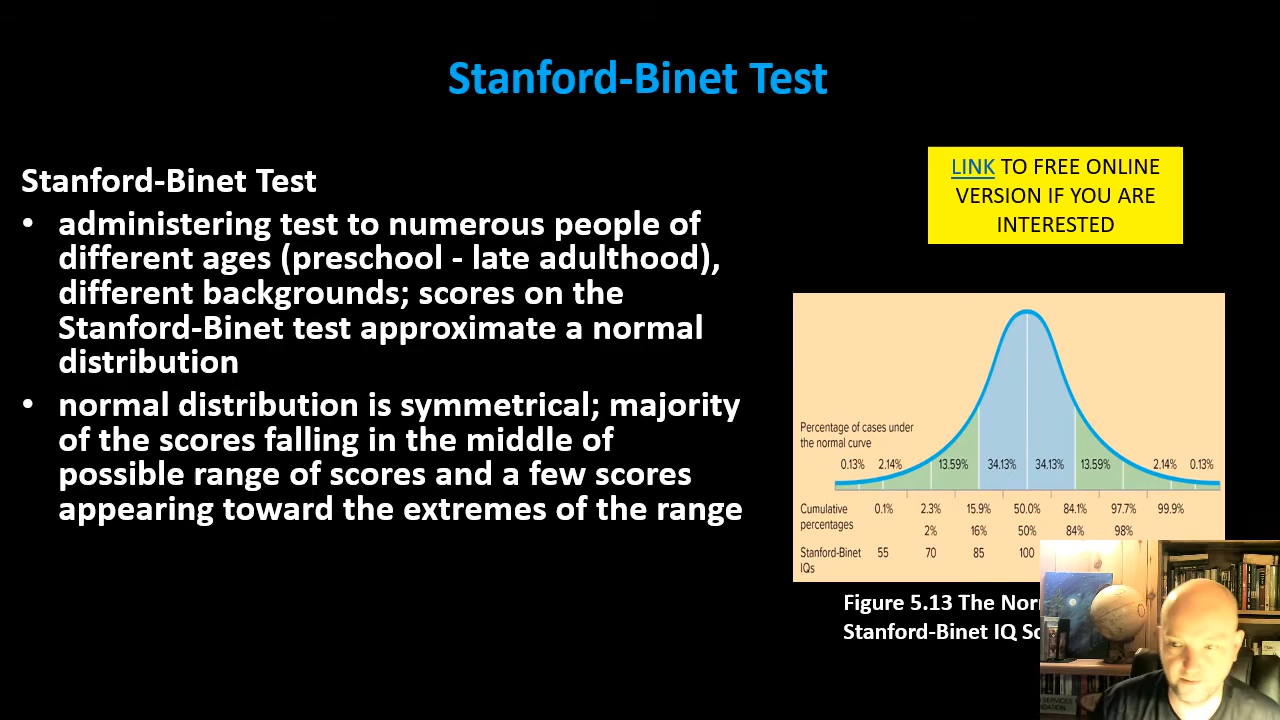 Stanford-Binet Test
Stanford-Binet Test
• administering test to numerous people of
different ages (preschool - late adulthood),
different backgrounds; scores on the
Stanford-Binet test approximate a normal
distribution
• normal distribution is symmetrical; majority
of the scores falling in the middle of
possible range of scores and a few scores
appearing toward the extremes of the range
LINK TO FREE ONLINE
VERSION IF YOU ARE
INTERESTED
Percentage of cases under
the normal curve
0.13% 2.14% 13.59% 34.13% 34.13% 13.59% 2.14% 0.13%
Cumulative
percentages
0.1% 2.3% 15.9% 50.0% 84.1% 97.7% 99.9%
2% 16% 50% 84% 98%
Stanford-Binet
IQs
55 70 85 100
Figure 5.13 The
Stanford-Binet IQ